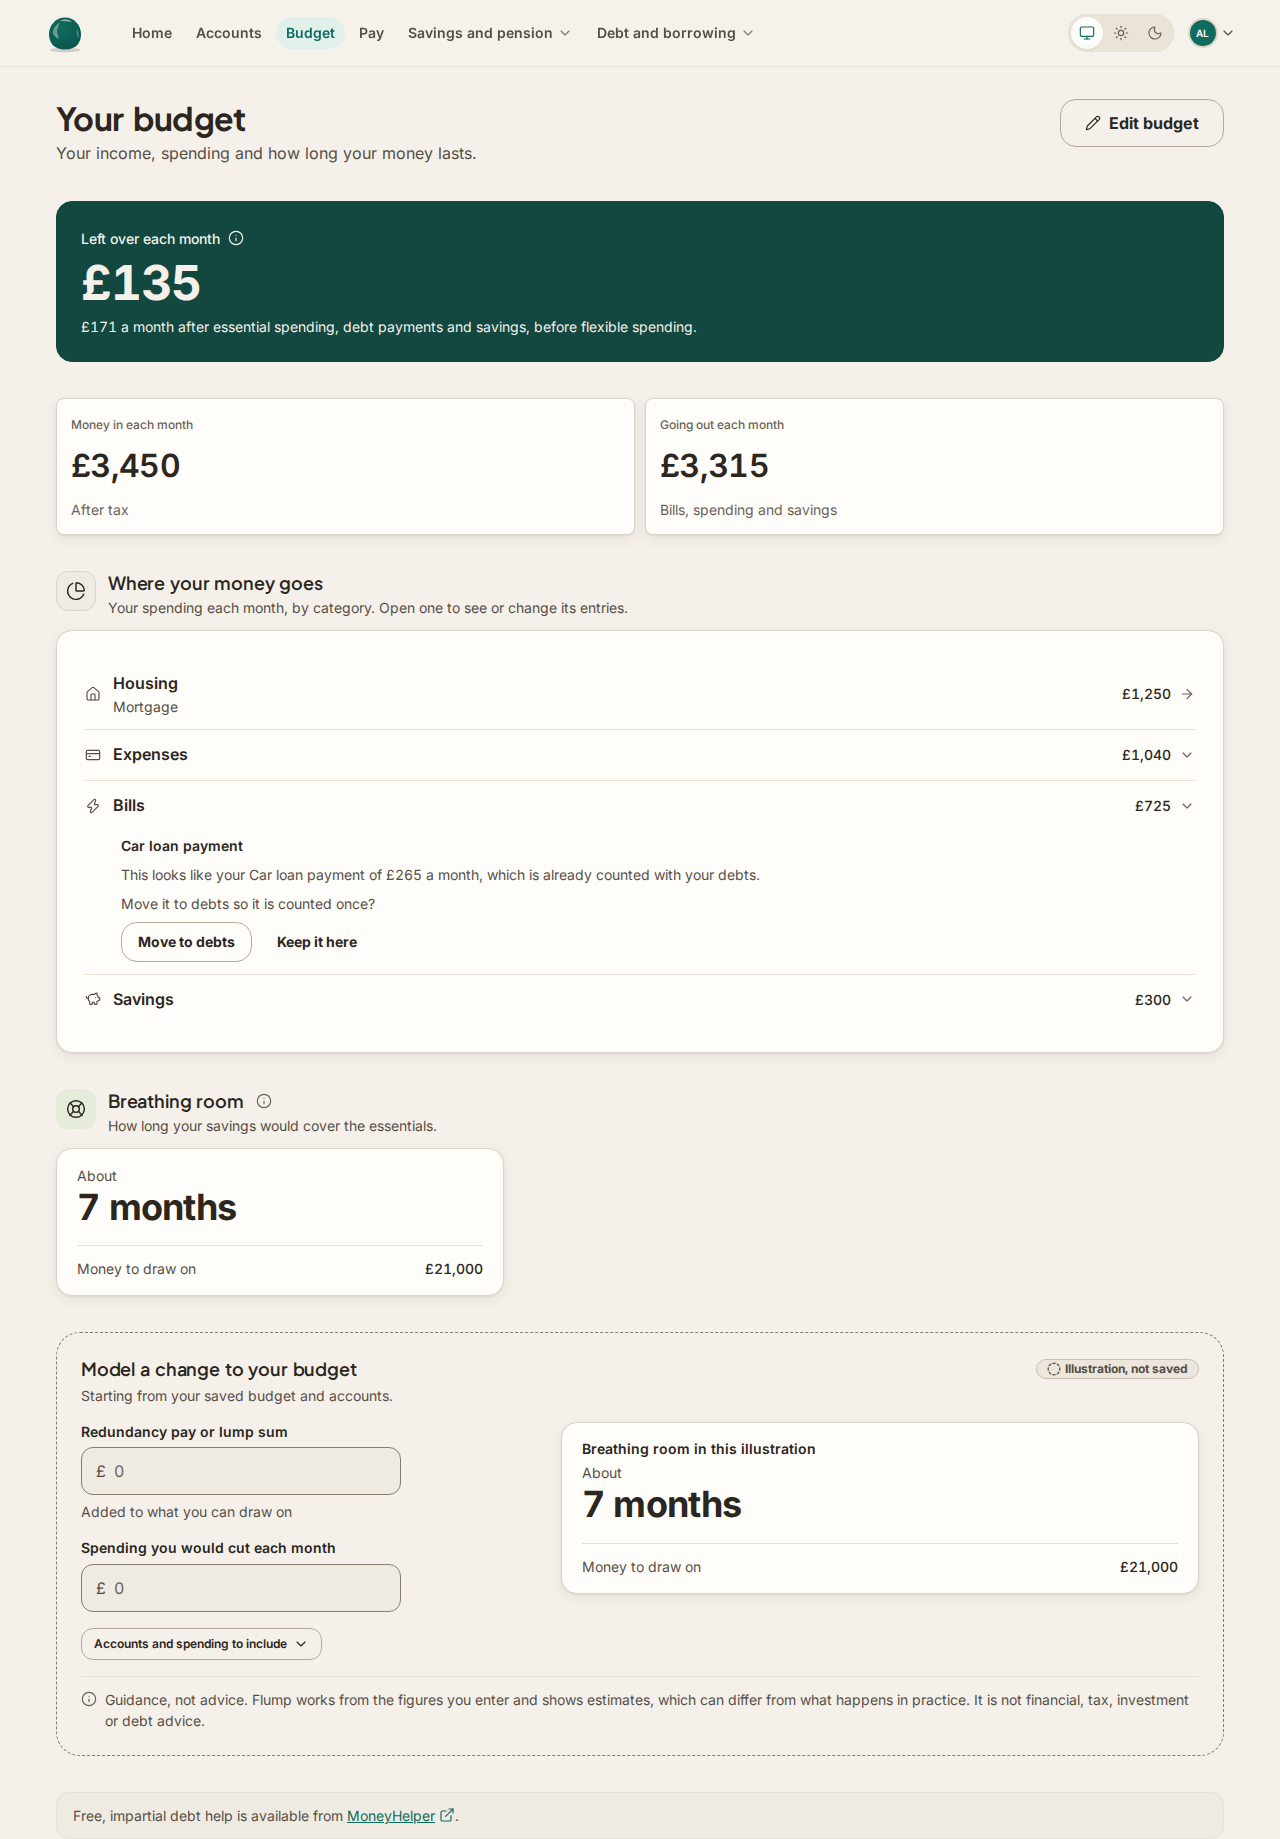 Home
Accounts
Budget
Pay
Savings and pension
Debt and borrowing
AL
Your budget
Your income, spending and how long your money lasts.
Edit budget
Left over each month
£135
£171 a month after essential spending, debt payments and savings, before flexible spending.
Money in each month
£3,450
After tax
Going out each month
£3,315
Bills, spending and savings
Where your money goes
Your spending each month, by category. Open one to see or change its entries.
Housing
Mortgage
£1,250
Expenses
£1,040
Bills
£725
Car loan payment
This looks like your Car loan payment of £265 a month, which is already counted with your debts.
Move it to debts so it is counted once?
Move to debts
Keep it here
Savings
£300
Breathing room
How long your savings would cover the essentials.
About
7 months
Money to draw on
£21,000
Model a change to your budget
Illustration, not saved
Starting from your saved budget and accounts.
Redundancy pay or lump sum
£ 0
Added to what you can draw on
Spending you would cut each month
£ 0
Accounts and spending to include
Breathing room in this illustration
About
7 months
Money to draw on
£21,000
Guidance, not advice. Flump works from the figures you enter and shows estimates, which can differ from what happens in practice. It is not financial, tax, investment
or debt advice.
Free, impartial debt help is available from MoneyHelper.